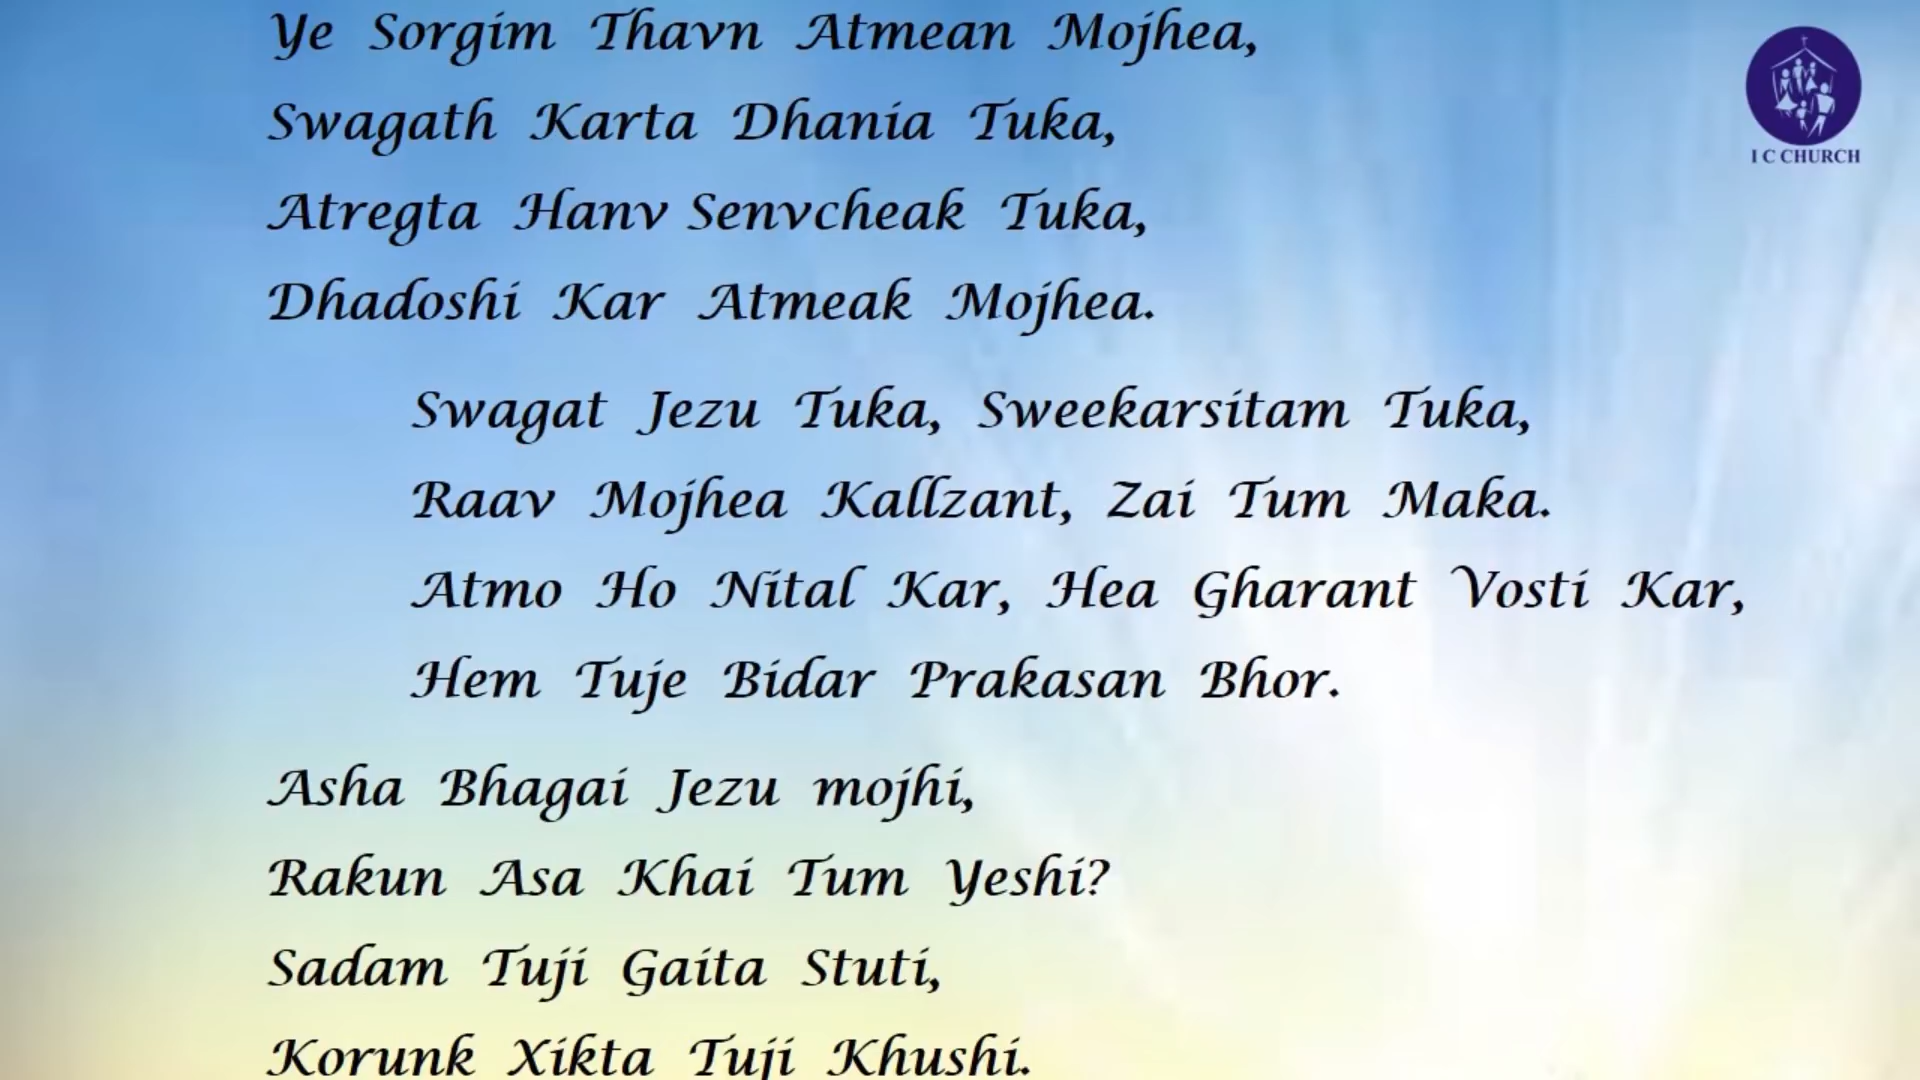 Ye Sorgim Thavn Atmean Mojhea,
Swagath Karta Dhania Tuka,
Atregta Hanv Senvcheak Tuka,
Dhadoshi Kar Atmeak Mojhea.
Swagat Jezu Tuka, Sweekarsitam Tuka,
Raav Mojhea Kallzant, Zai Tum Maka.
Atmo Ho Nital Kar, Hea Gharant Vosti Kar,
Hem Tuje Bidar Prakasan Bhor.
Asha Bhagai Jezu mojhi,
Rakun Asa Khai Tum Yeshi?
Sadam Tuji Gaita Stuti,
Korunk Xikta Tuji Khushi.
I C CHURCH